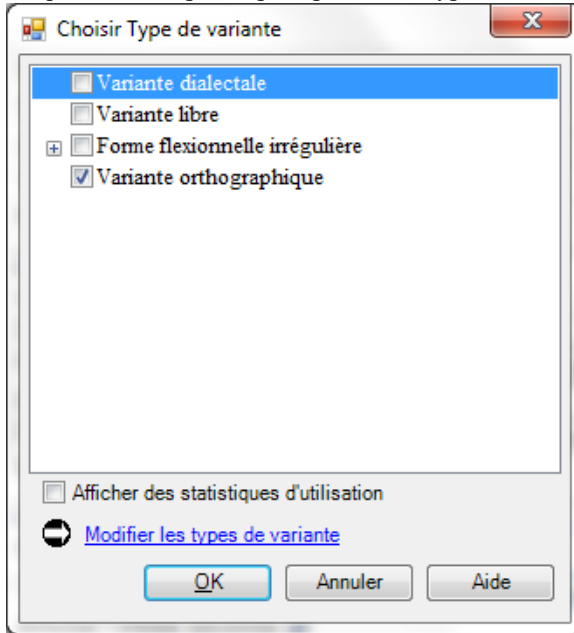 Choisir Type de variante
Variante dialectale
Variante libre
Forme flexionnelle irrégulière
Variante orthographique
Afficher des statistiques d'utilisation
Modifier les types de variante
OK Annuler Aide